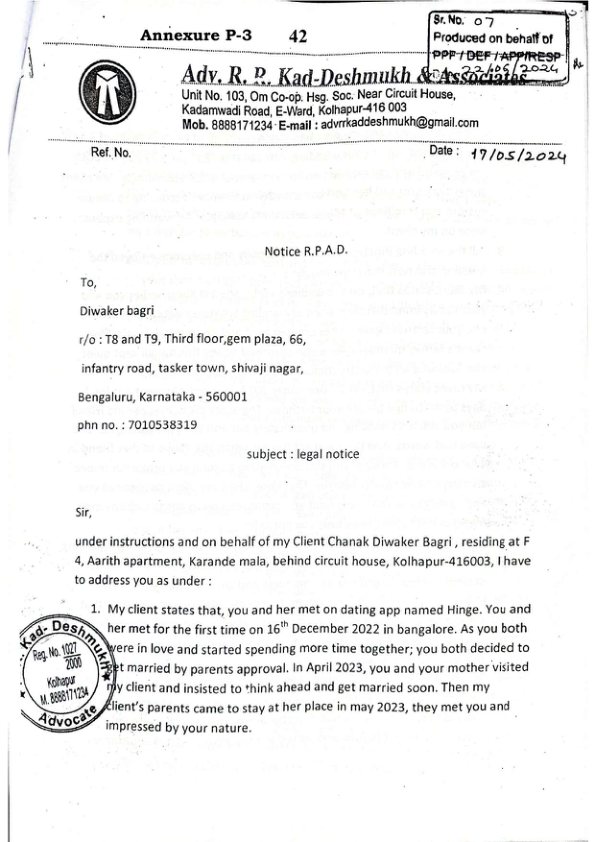 Annexure P-3 42
Sr. No. 07
Produced on behalf of
PPF / DEF / APP/RESP
22/06/2024
Adv. R. R. Kad-Deshmukh & Associates
Unit No. 103, Om Co-op. Hsg. Soc. Near Circuit House,
Kadamwadi Road, E-Ward, Kolhapur-416 003
Mob. 8888171234 E-mail : advrrkaddeshmukh@gmail.com
Ref. No.
Date : 17/05/2024
Notice R.P.A.D.
To,
Diwaker bagri
r/o : T8 and T9, Third floor,gem plaza, 66,
infantry road, tasker town, shivaji nagar,
Bengaluru, Karnataka - 560001
phn no. : 7010538319
subject : legal notice
Sir,
under instructions and on behalf of my Client Chanak Diwaker Bagri , residing at F
4, Aarith apartment, Karande mala, behind circuit house, Kolhapur-416003, I have
to address you as under :
1. My client states that, you and her met on dating app named Hinge. You and
her met for the first time on 16th December 2022 in bangalore. As you both
were in love and started spending more time together; you both decided to
get married by parents approval. In April 2023, you and your mother visited
my client and insisted to think ahead and get married soon. Then my
client's parents came to stay at her place in may 2023, they met you and
impressed by your nature.
Kad- Deshmukh
Reg. No. 1027
2000
Kolhapur
M. 8888171234
Advocate